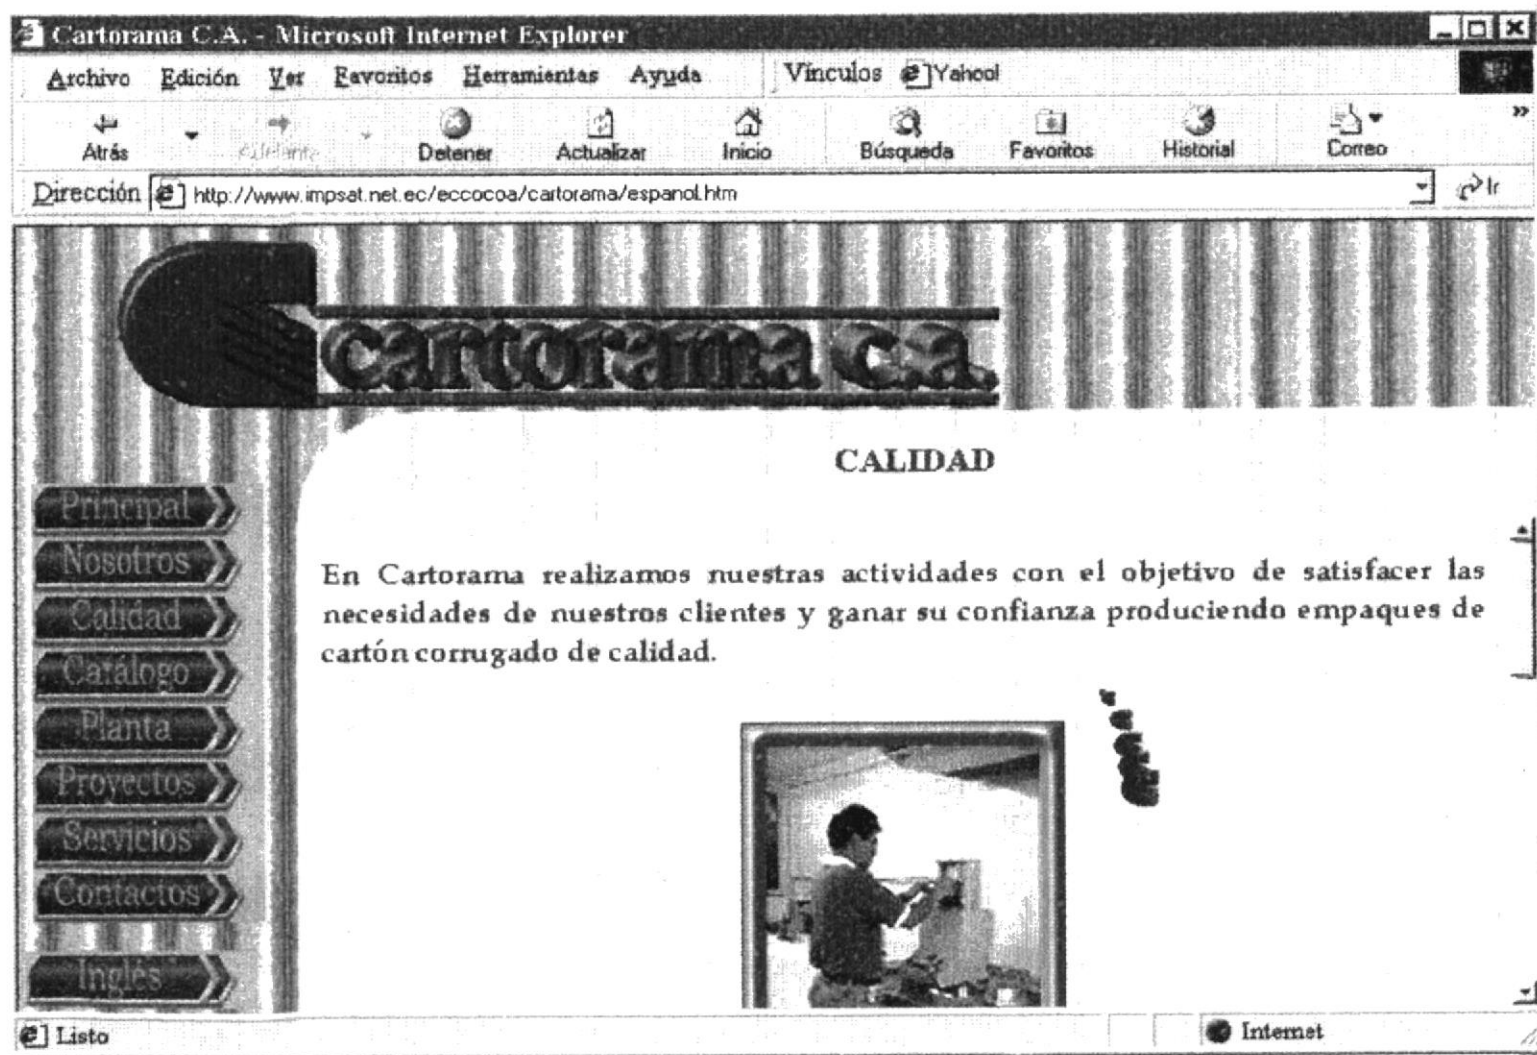 Cartorama C.A. - Microsoft Internet Explorer
Archivo Edición Ver Favoritos Herramientas Ayuda Vínculos Yahoo!
Atrás Adelante Detener Actualizar Inicio Búsqueda Favoritos Historial Correo »
Dirección http://www.impsat.net.ec/eccocoa/cartorama/espanol.htm Ir
cartorama c.a.
CALIDAD
Principal
Nosotros
Calidad
Catálogo
Planta
Proyectos
Servicios
Contactos
Inglés
En Cartorama realizamos nuestras actividades con el objetivo de satisfacer las
necesidades de nuestros clientes y ganar su confianza produciendo empaques de
cartón corrugado de calidad.
Listo Internet